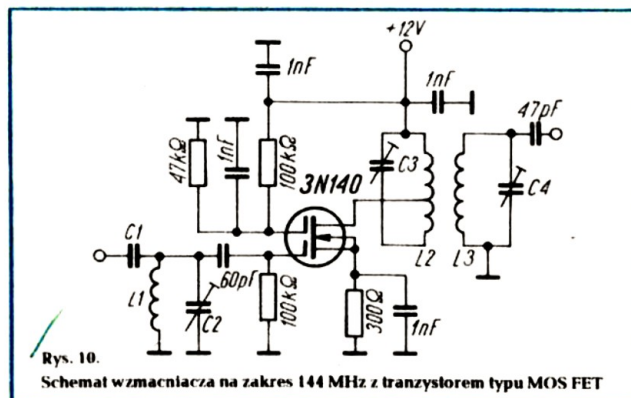 +12V
1nF
1nF
47pF
47kΩ
1nF
100kΩ
3N140
C3
C4
C1
L2
L3
60pF
L1
C2
100kΩ
300Ω
1nF
Rys. 10.
Schemat wzmacniacza na zakres 144 MHz z tranzystorem typu MOS FET